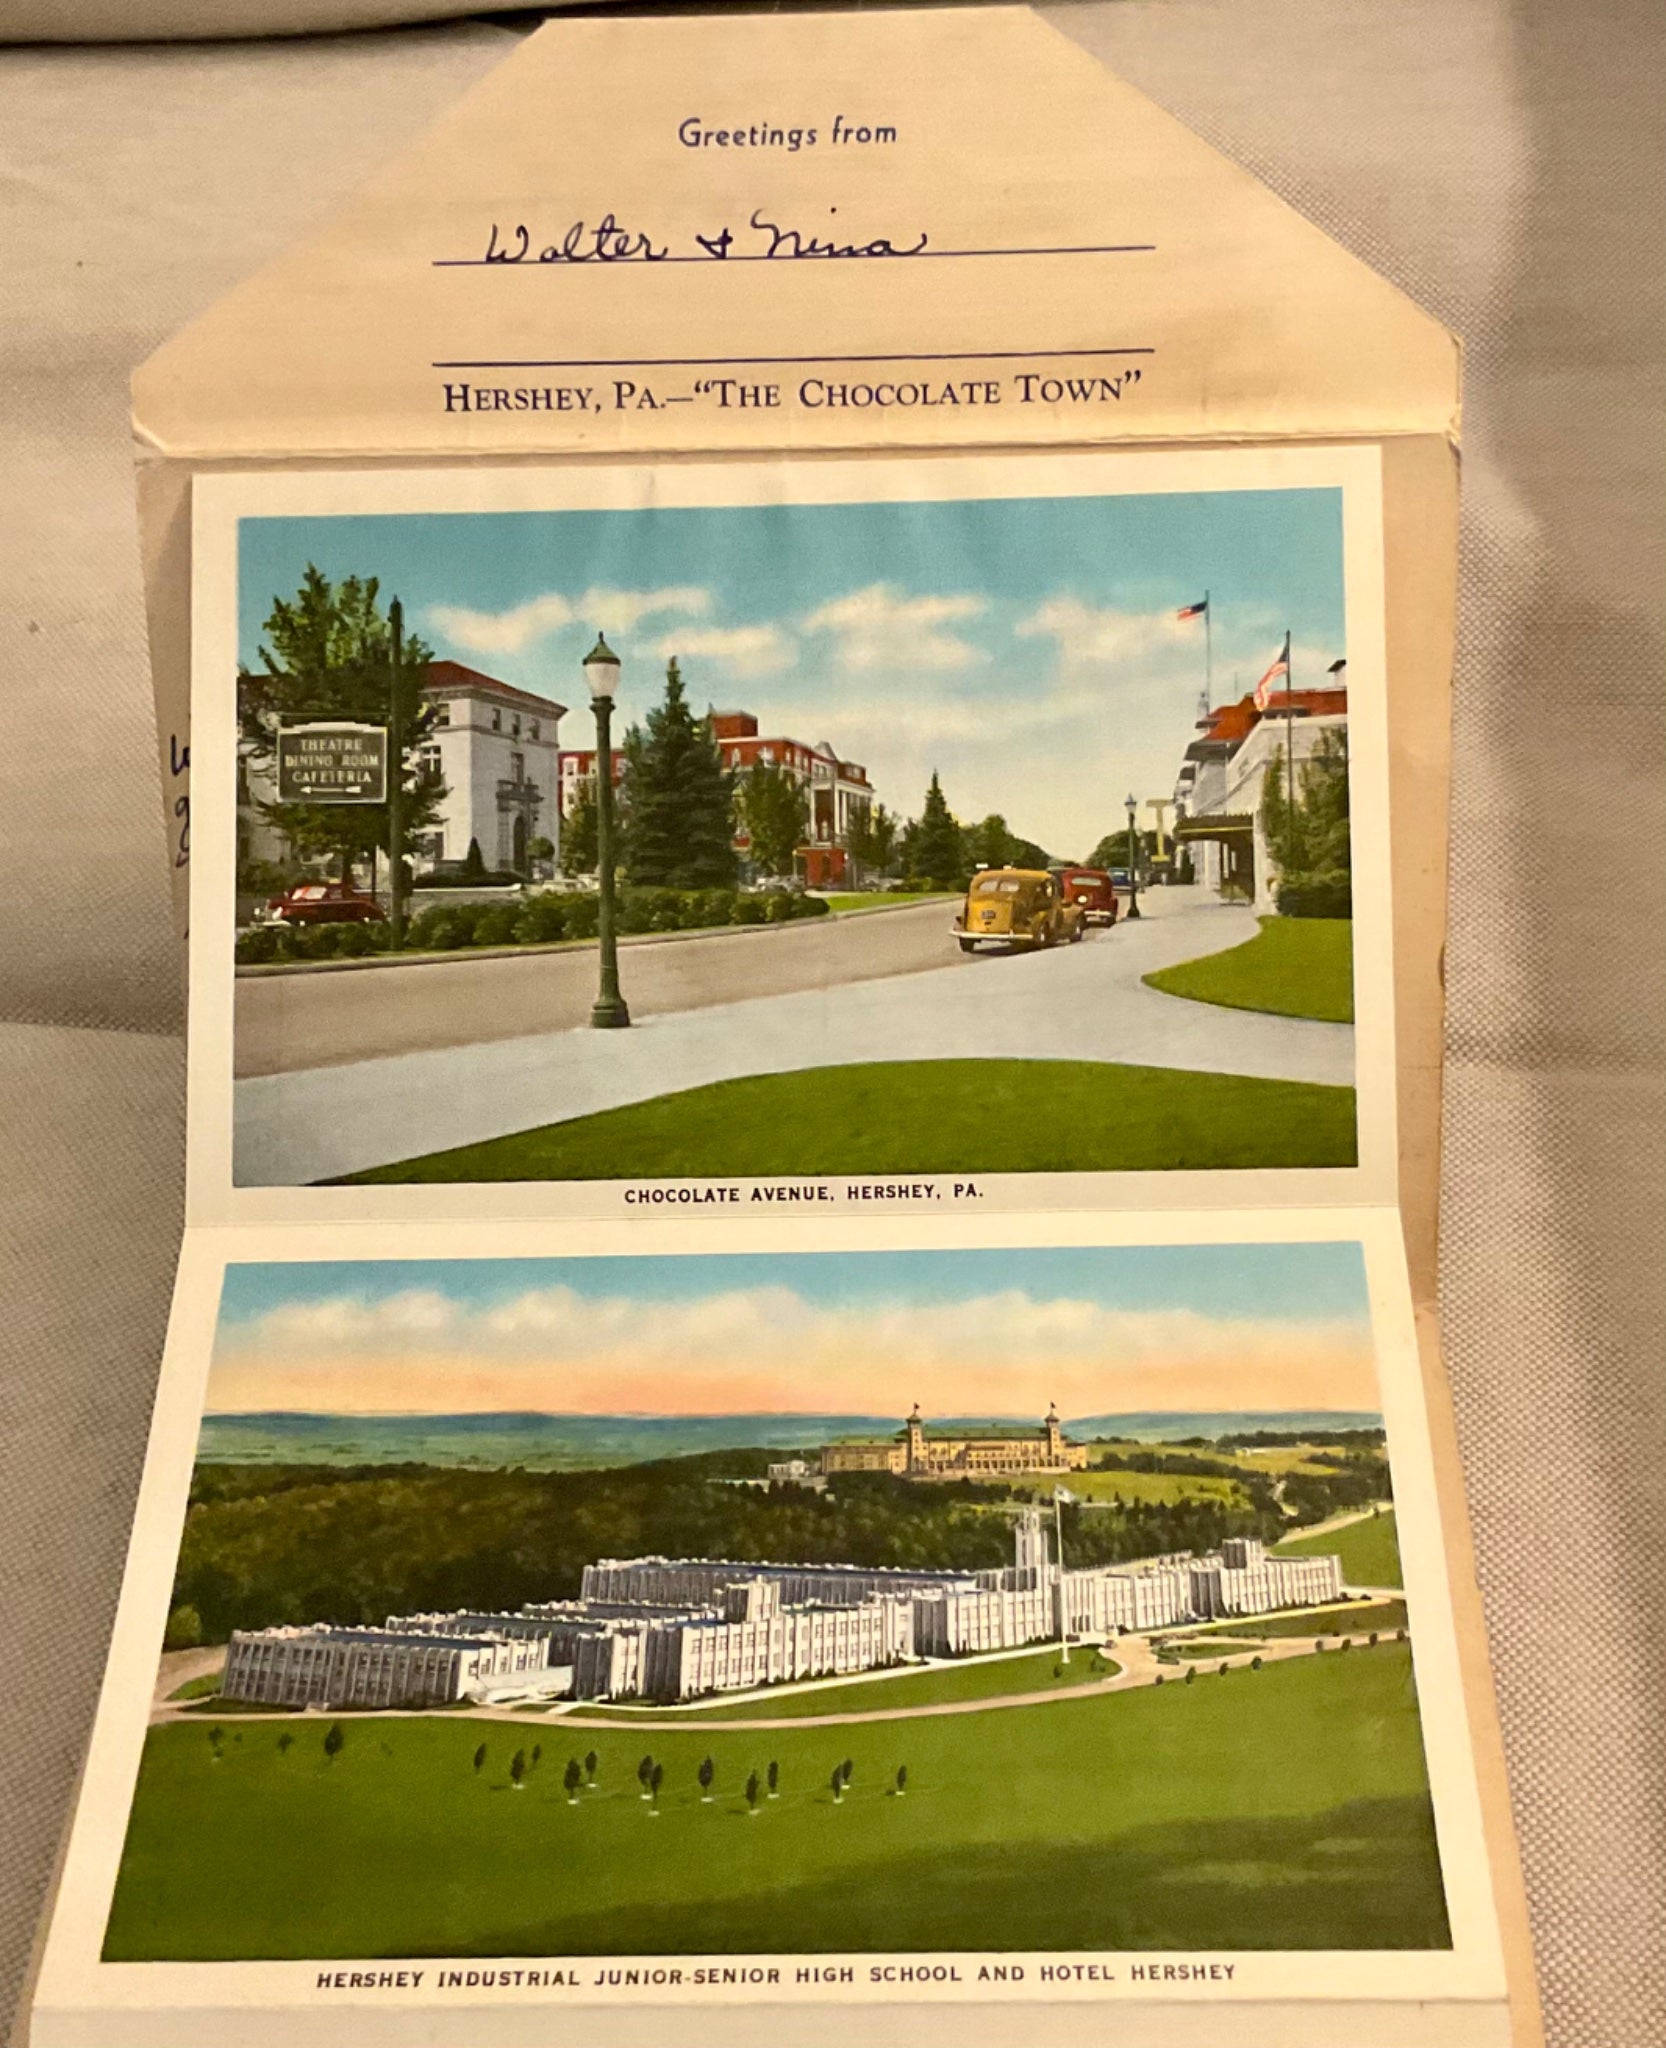 Greetings from
Walter & Nina
HERSHEY, PA.—“THE CHOCOLATE TOWN”
THEATRE
DINING ROOM
CAFETERIA
CHOCOLATE AVENUE, HERSHEY, PA.
HERSHEY INDUSTRIAL JUNIOR-SENIOR HIGH SCHOOL AND HOTEL HERSHEY